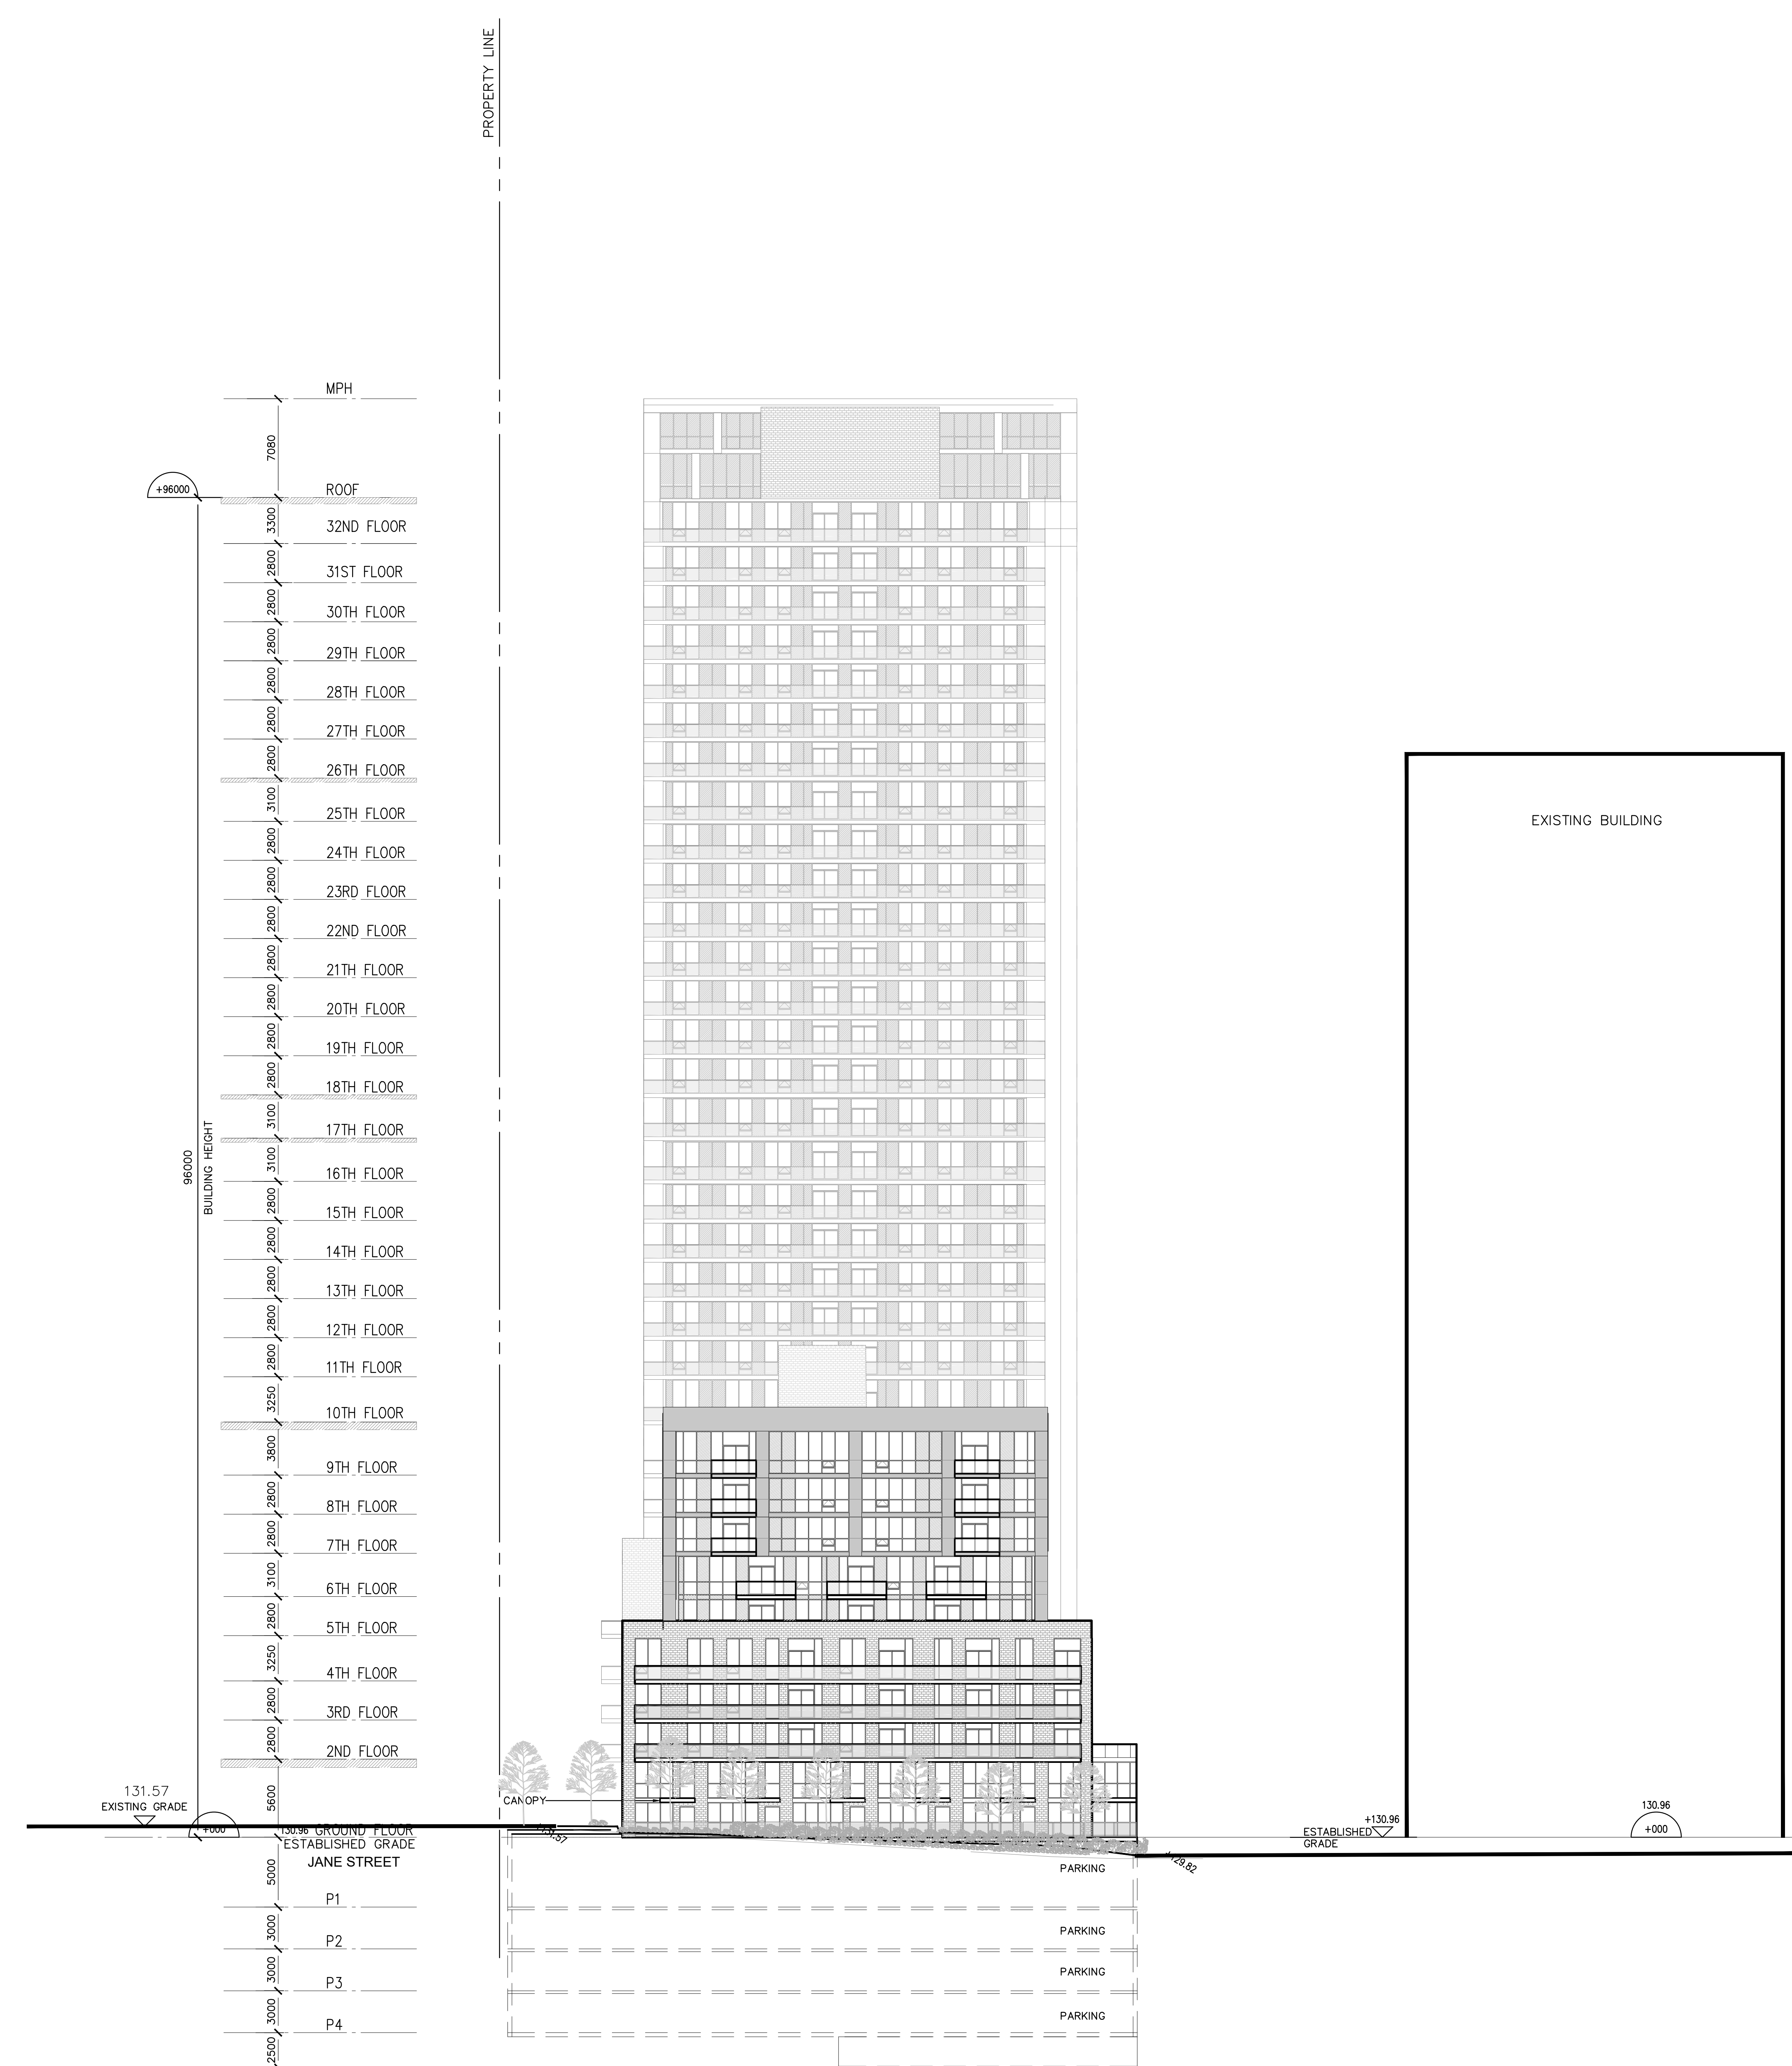 PROPERTY LINE
MPH
7080
+96000
ROOF
3300
32ND FLOOR
2800
31ST FLOOR
2800
30TH FLOOR
2800
29TH FLOOR
2800
28TH FLOOR
2800
27TH FLOOR
2800
26TH FLOOR
3100
25TH FLOOR
2800
24TH FLOOR
2800
23RD FLOOR
2800
22ND FLOOR
2800
21TH FLOOR
2800
20TH FLOOR
2800
19TH FLOOR
2800
18TH FLOOR
3100
17TH FLOOR
3100
16TH FLOOR
2800
15TH FLOOR
2800
14TH FLOOR
2800
13TH FLOOR
2800
12TH FLOOR
2800
11TH FLOOR
3250
10TH FLOOR
3800
9TH FLOOR
2800
8TH FLOOR
2800
7TH FLOOR
3100
6TH FLOOR
2800
5TH FLOOR
3250
4TH FLOOR
2800
3RD FLOOR
2800
2ND FLOOR
5600
96000
BUILDING HEIGHT
131.57
EXISTING GRADE
+000
130.96 GROUND FLOOR
ESTABLISHED GRADE
JANE STREET
5000
P1
3000
P2
3000
P3
3000
P4
2500
CANOPY
+131.57
+129.82
PARKING
PARKING
PARKING
PARKING
EXISTING BUILDING
+130.96
ESTABLISHED
GRADE
130.96
+000